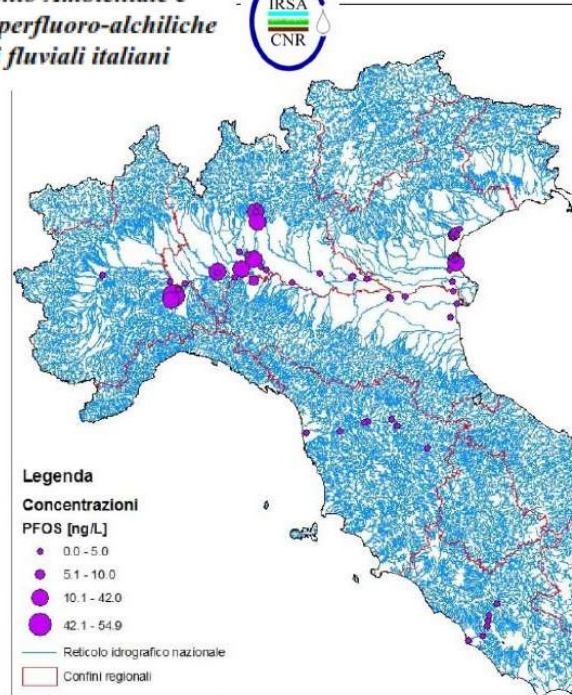 Ambientale e
perfluoro-alchiliche
i fluviali italiani
IRSA
CNR
Legenda
Concentrazioni
PFOS [ng/L]
0.0 - 5.0
5.1 - 10.0
10.1 - 42.0
42.1 - 54.9
Reticolo idrografico nazionale
Confini regionali